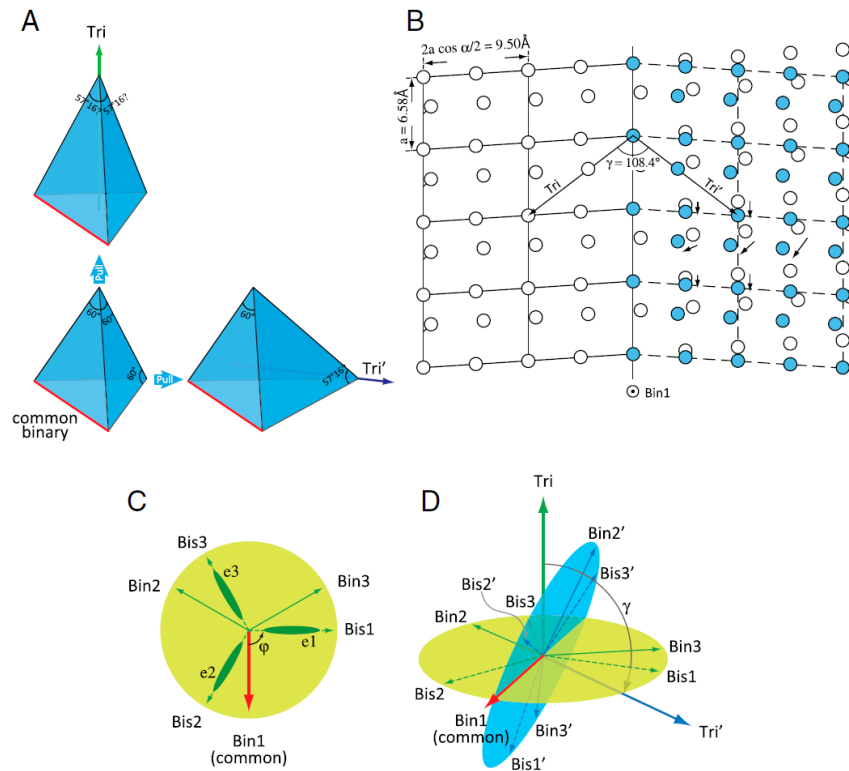 A
Tri
57°16?
57°16?
Pull
60°
60°
60°
Pull
common
binary
60°
57°16?
Tri’
B
2a cos α/2 = 9.50Å
a = 6.58Å
γ = 108.4°
Tri
Tri’
Bin1
C
Bis3
Bin2
e3
Bin3
Bis1
φ
e1
e2
Bis2
Bin1
(common)
D
Tri
Bin2’
Bis3’
Bis2’
Bis3
γ
Bin2
Bin3
Bis1
Bis2
Bin1
(common)
Bin3’
Tri’
Bis1’